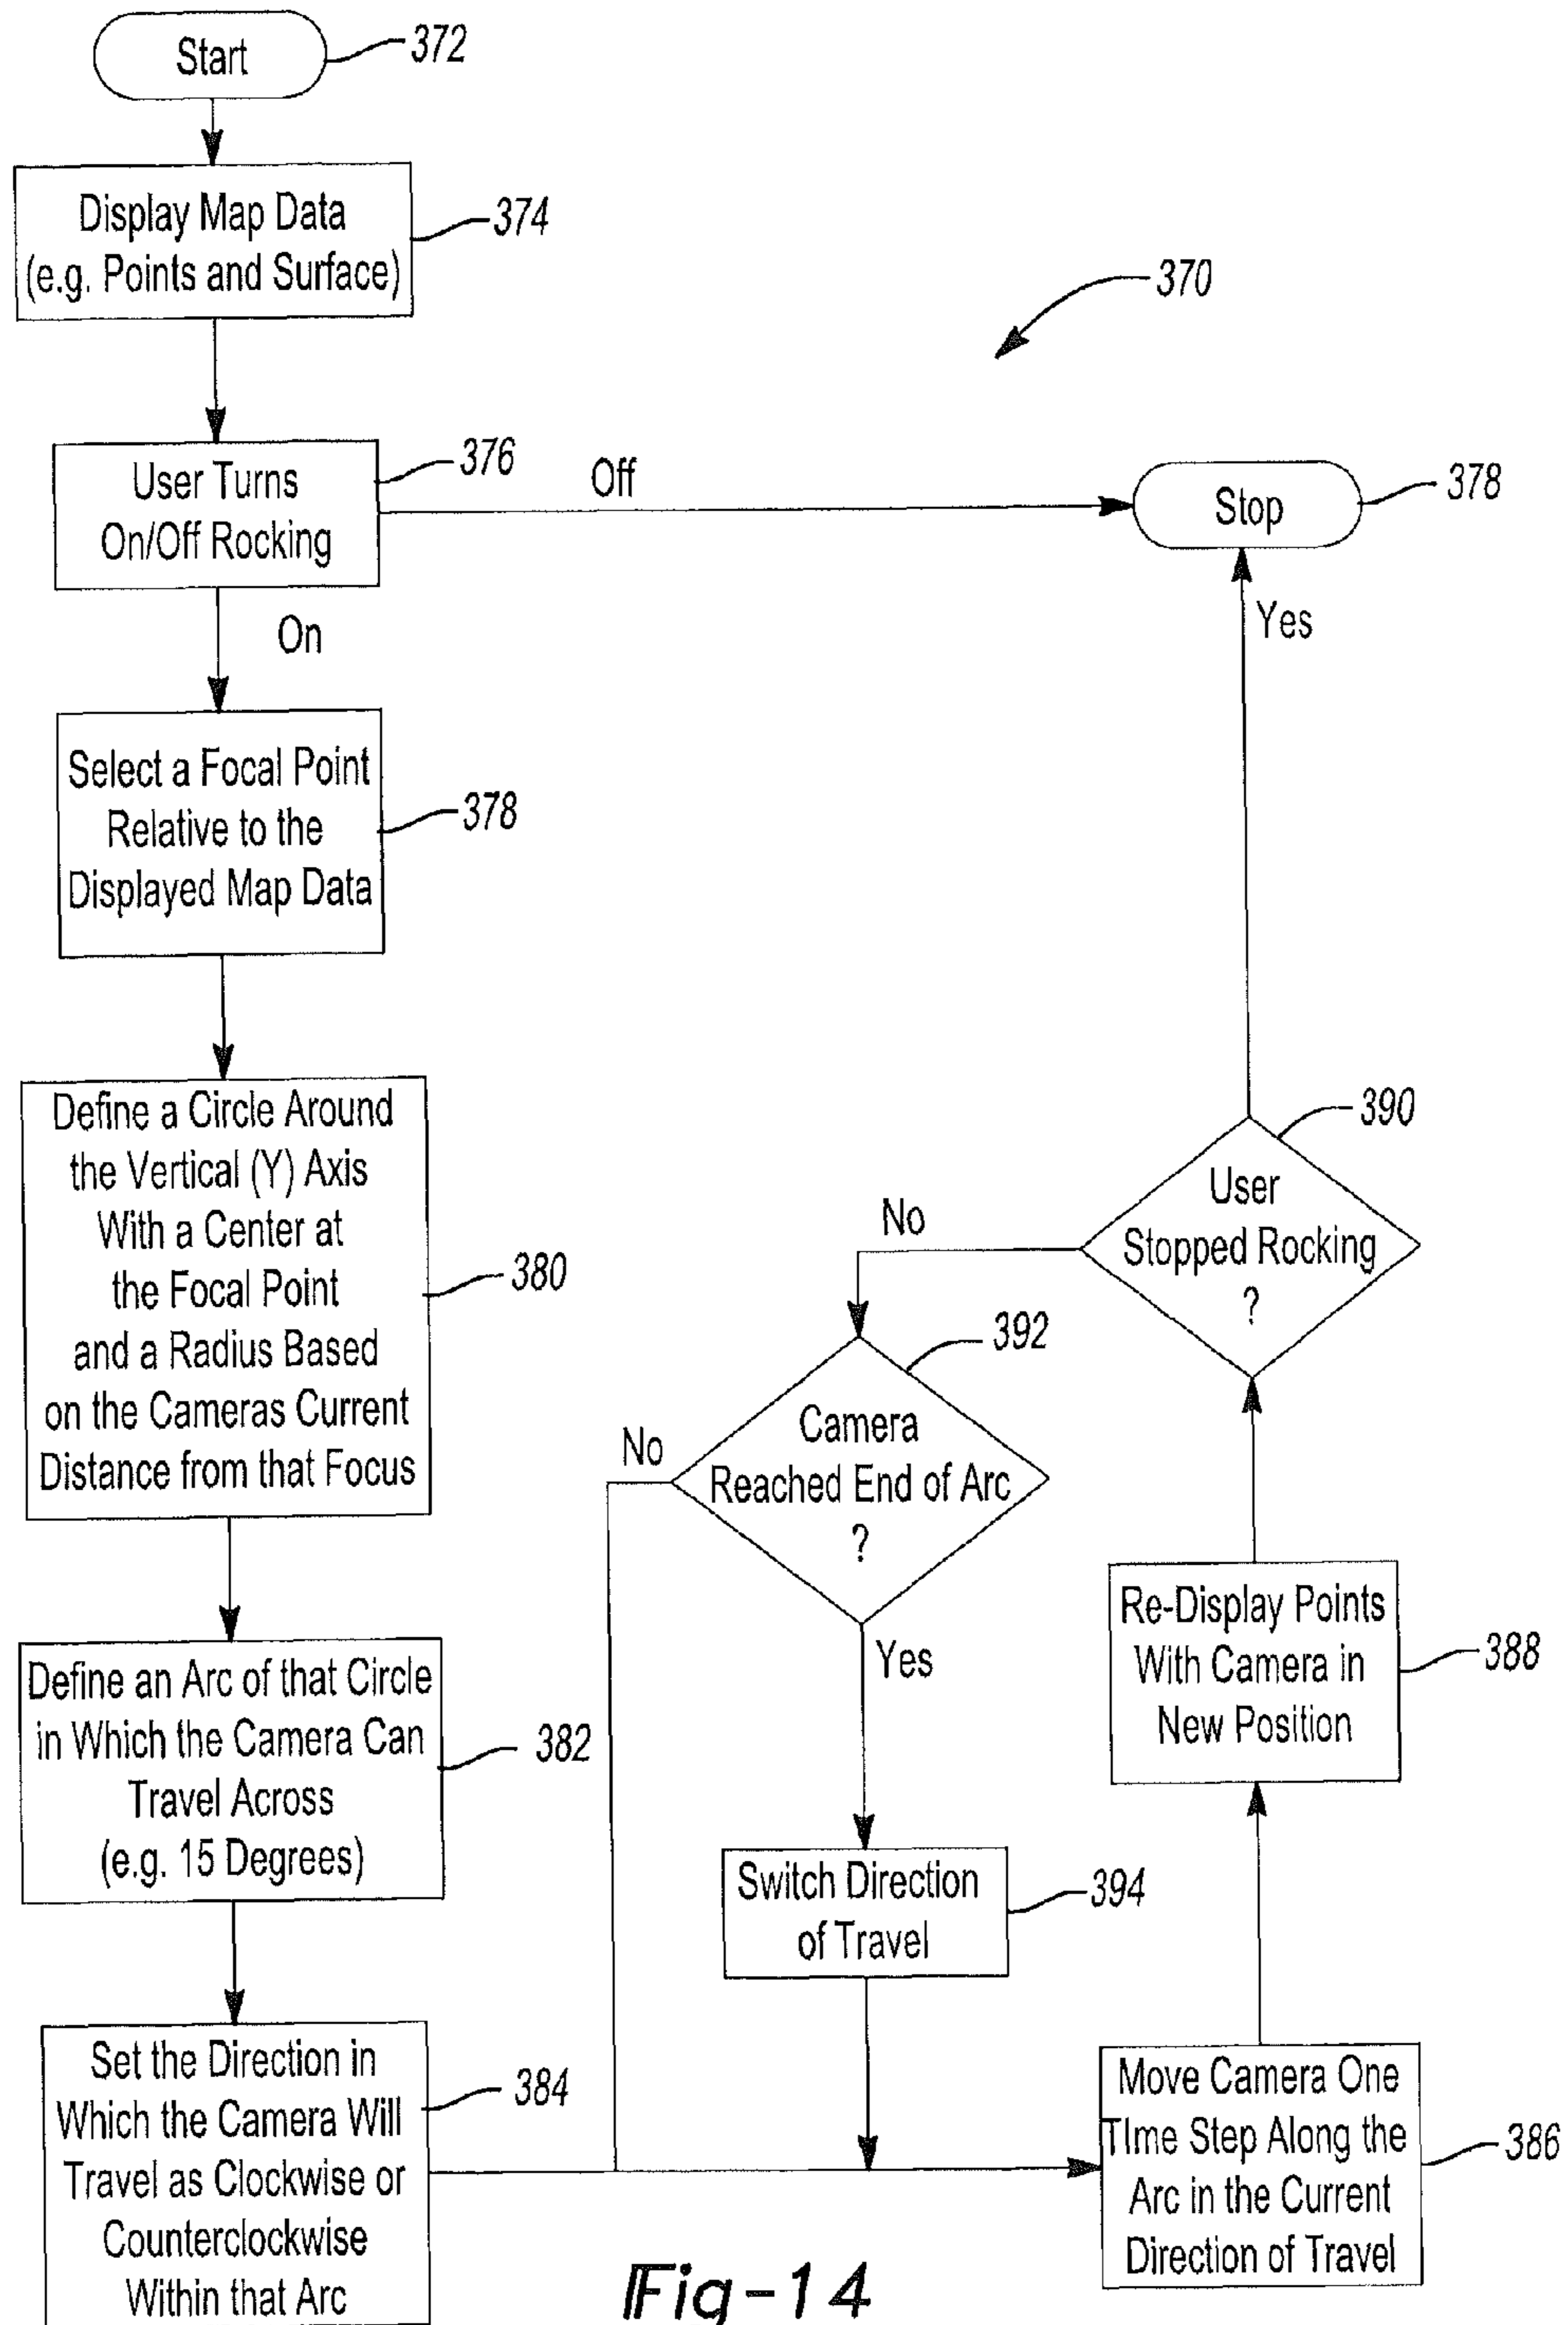 Start
372
Display Map Data
(e.g. Points and Surface)
374
370
User Turns
On/Off Rocking
376
Off
Stop
378
On
Yes
Select a Focal Point
Relative to the
Displayed Map Data
378
Define a Circle Around
the Vertical (Y) Axis
With a Center at
the Focal Point
and a Radius Based
on the Cameras Current
Distance from that Focus
380
User
Stopped Rocking
?
390
No
Camera
Reached End of Arc
?
392
No
Yes
Re-Display Points
With Camera in
New Position
388
Define an Arc of that Circle
in Which the Camera Can
Travel Across
(e.g. 15 Degrees)
382
Switch Direction
of Travel
394
Set the Direction in
Which the Camera Will
Travel as Clockwise or
Counterclockwise
Within that Arc
384
Move Camera One
TIme Step Along the
Arc in the Current
Direction of Travel
386
Fig-14